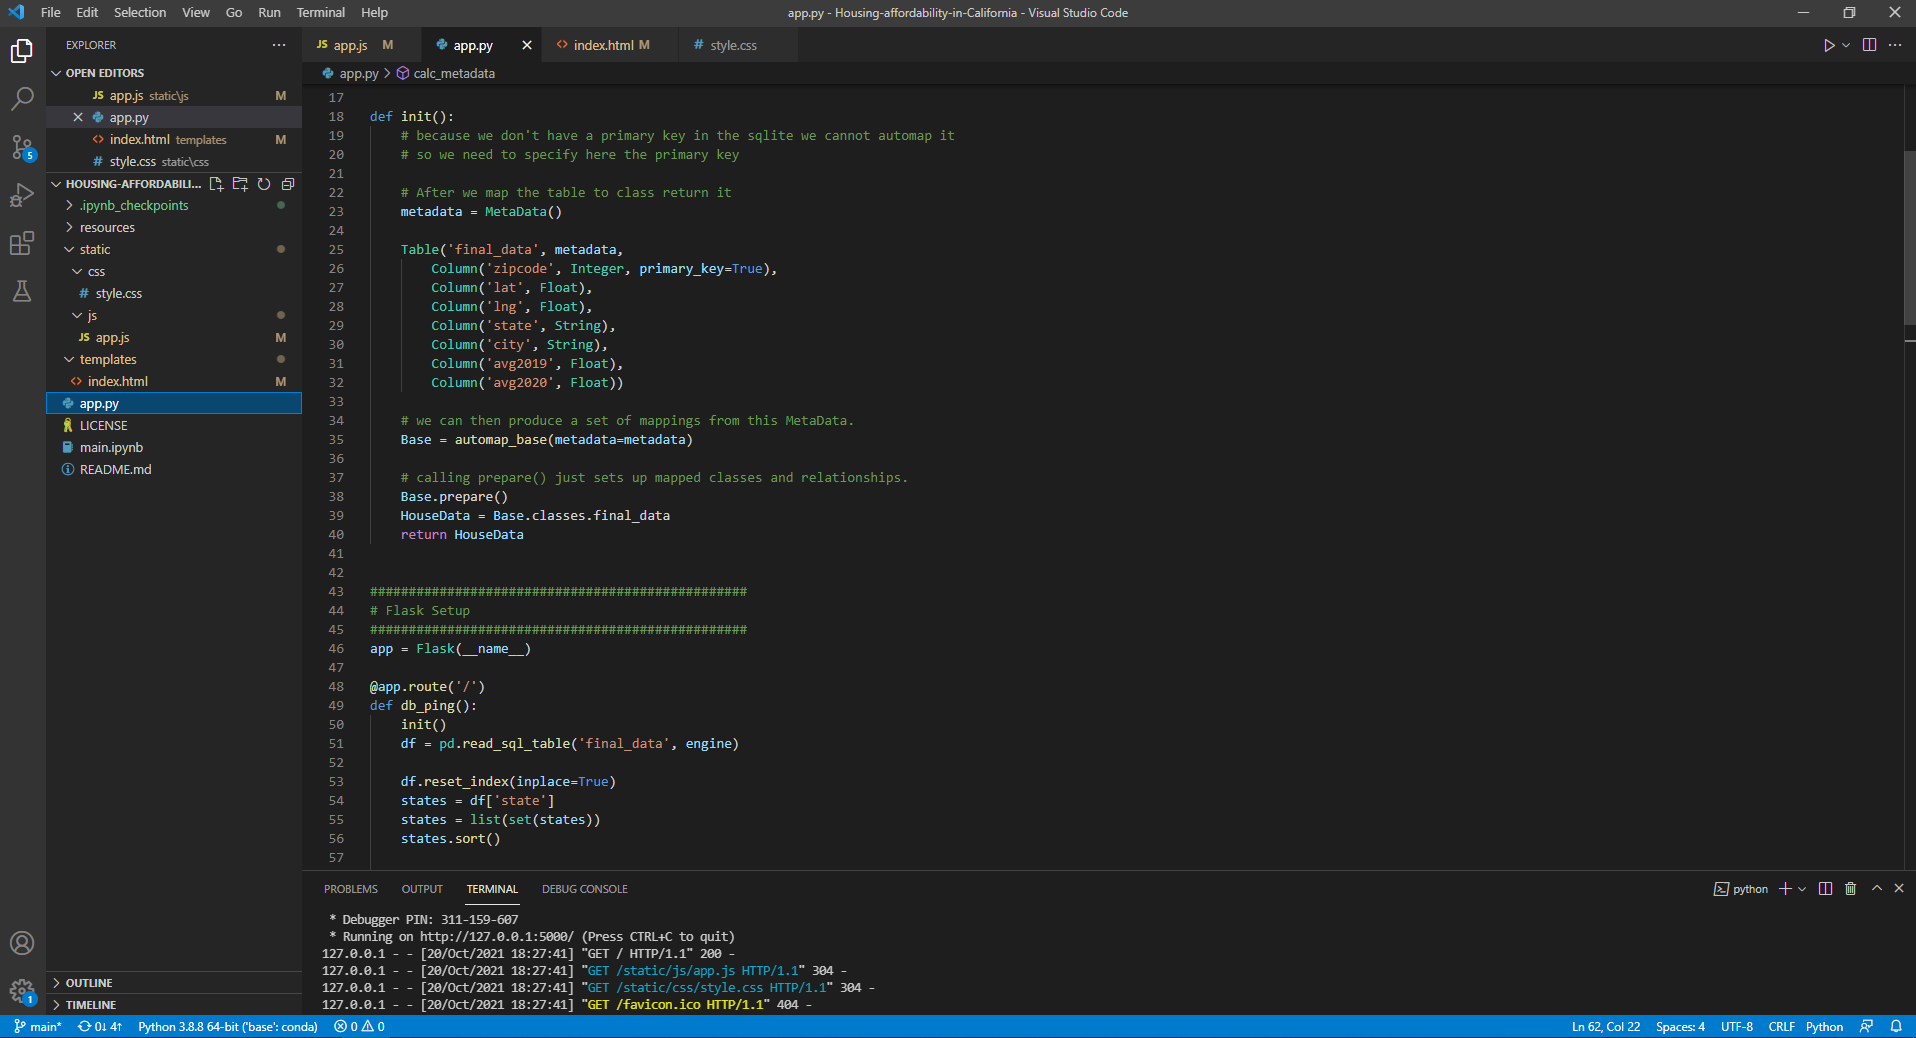 File Edit Selection View Go Run Terminal Help
app.py - Housing-affordability-in-California - Visual Studio Code
EXPLORER
OPEN EDITORS
JS app.js static\js M
app.py
<> index.html templates M
# style.css static\css
HOUSING-AFFORDABILI...
.ipynb_checkpoints
resources
static
css
# style.css
js
JS app.js M
templates
<> index.html M
app.py
LICENSE
main.ipynb
README.md
OUTLINE
TIMELINE
5
1
JS app.js M
app.py
<> index.html M
# style.css
app.py > calc_metadata
17
18 def init():
19 # because we don't have a primary key in the sqlite we cannot automap it
20 # so we need to specify here the primary key
21
22 # After we map the table to class return it
23 metadata = MetaData()
24
25 Table('final_data', metadata,
26 Column('zipcode', Integer, primary_key=True),
27 Column('lat', Float),
28 Column('lng', Float),
29 Column('state', String),
30 Column('city', String),
31 Column('avg2019', Float),
32 Column('avg2020', Float))
33
34 # we can then produce a set of mappings from this MetaData.
35 Base = automap_base(metadata=metadata)
36
37 # calling prepare() just sets up mapped classes and relationships.
38 Base.prepare()
39 HouseData = Base.classes.final_data
40 return HouseData
41
42
43 #################################################
44 # Flask Setup
45 #################################################
46 app = Flask(__name__)
47
48 @app.route('/')
49 def db_ping():
50 init()
51 df = pd.read_sql_table('final_data', engine)
52
53 df.reset_index(inplace=True)
54 states = df['state']
55 states = list(set(states))
56 states.sort()
57
PROBLEMS OUTPUT TERMINAL DEBUG CONSOLE
python
* Debugger PIN: 311-159-607
* Running on http://127.0.0.1:5000/ (Press CTRL+C to quit)
127.0.0.1 - - [20/Oct/2021 18:27:41] "GET / HTTP/1.1" 200 -
127.0.0.1 - - [20/Oct/2021 18:27:41] "GET /static/js/app.js HTTP/1.1" 304 -
127.0.0.1 - - [20/Oct/2021 18:27:41] "GET /static/css/style.css HTTP/1.1" 304 -
127.0.0.1 - - [20/Oct/2021 18:27:41] "GET /favicon.ico HTTP/1.1" 404 -
main* 0↓ 4↑ Python 3.8.8 64-bit ('base': conda) 0 0
Ln 62, Col 22 Spaces: 4 UTF-8 CRLF Python